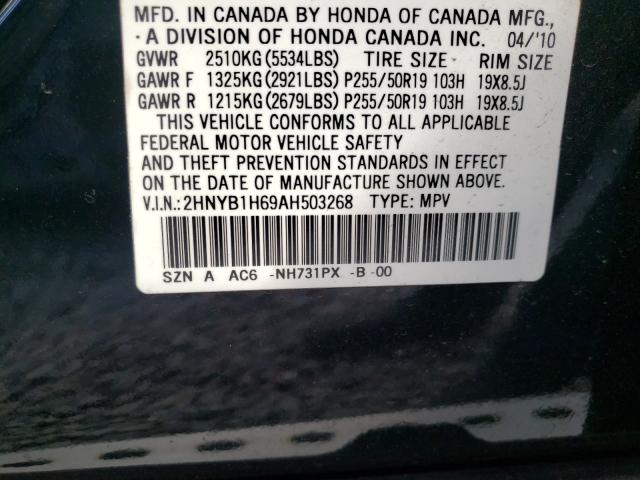 MFD. IN CANADA BY HONDA OF CANADA MFG.,
A DIVISION OF HONDA CANADA INC. 04/'10
GVWR 2510KG(5534LBS) TIRE SIZE RIM SIZE
GAWR F 1325KG(2921LBS) P255/50R19 103H 19X8.5J
GAWR R 1215KG(2679LBS) P255/50R19 103H 19X8.5J
THIS VEHICLE CONFORMS TO ALL APPLICABLE
FEDERAL MOTOR VEHICLE SAFETY
AND THEFT PREVENTION STANDARDS IN EFFECT
ON THE DATE OF MANUFACTURE SHOWN ABOVE.
V.I.N.:2HNYB1H69AH503268 TYPE: MPV
SZN A AC6 -NH731PX -B-00